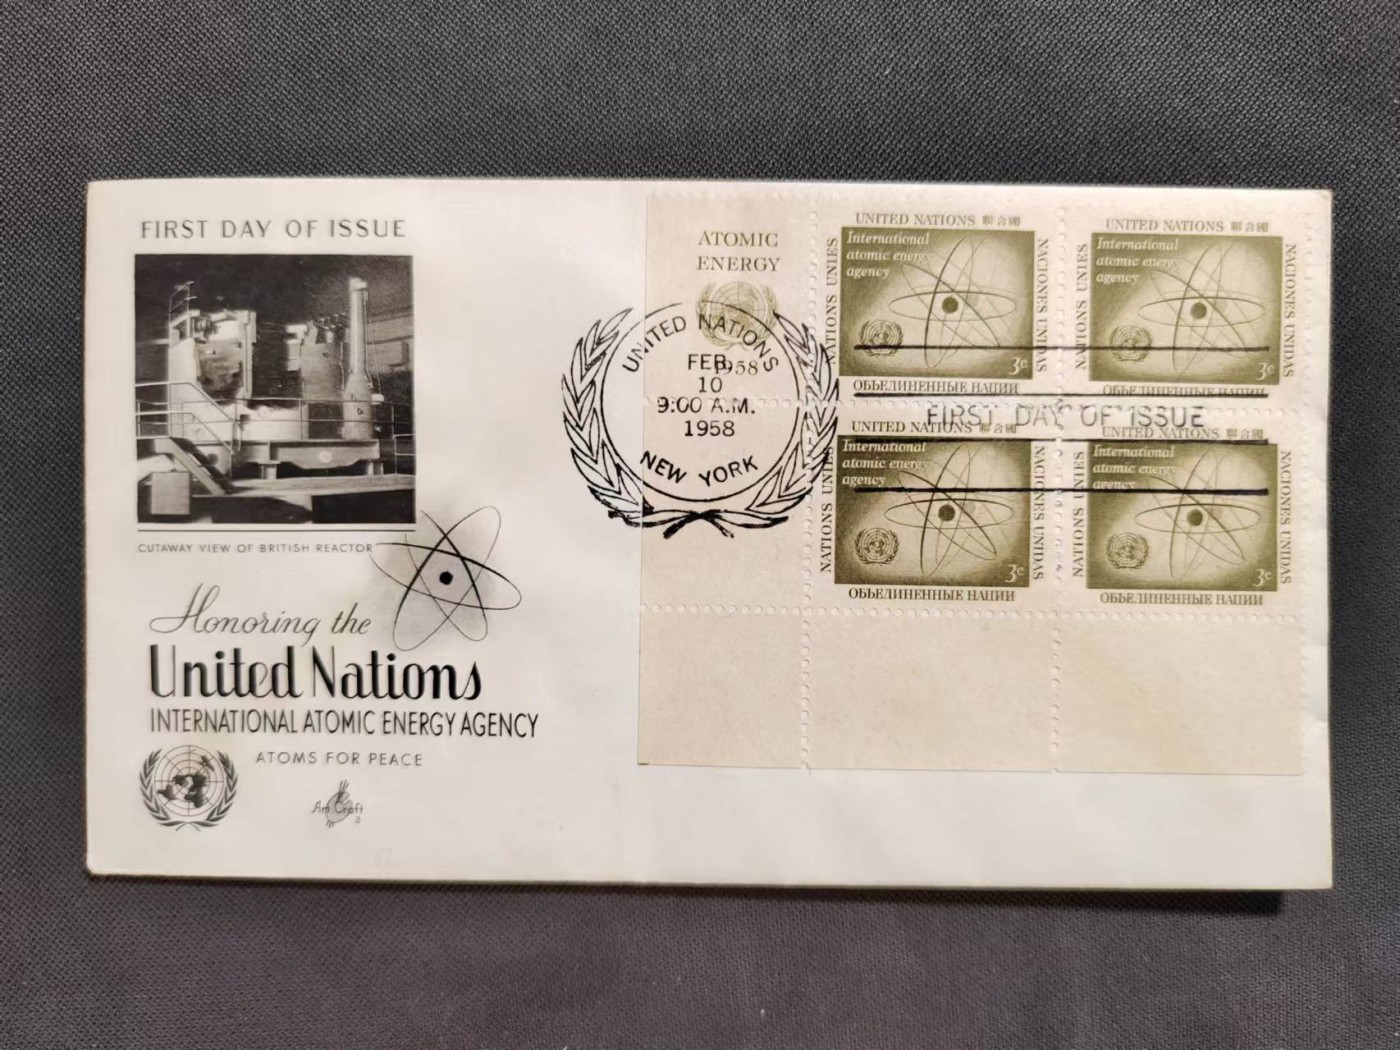 FIRST DAY OF ISSUE
CUTAWAY VIEW OF BRITISH REACTOR
Honoring the
United Nations
INTERNATIONAL ATOMIC ENERGY AGENCY
ATOMS FOR PEACE
Art Craft
3
ATOMIC
ENERGY
1958
UNITED NATIONS
FEB.
10
9:00 A.M.
1958
NEW YORK
UNITED NATIONS 聯合國
NATIONS UNIES
International
atomic energy
agency
3c
NACIONES UNIDAS
ОБЪЕДИНЕННЫЕ НАЦИИ
UNITED NATIONS 聯合國
NATIONS UNIES
International
atomic energy
agency
3c
NACIONES UNIDAS
ОБЪЕДИНЕННЫЕ НАЦИИ
FIRST DAY OF ISSUE
UNITED NATIONS 聯合國
NATIONS UNIES
International
atomic energy
agency
3c
NACIONES UNIDAS
ОБЪЕДИНЕННЫЕ НАЦИИ
UNITED NATIONS 聯合國
NATIONS UNIES
International
atomic energy
agency
3c
NACIONES UNIDAS
ОБЪЕДИНЕННЫЕ НАЦИИ